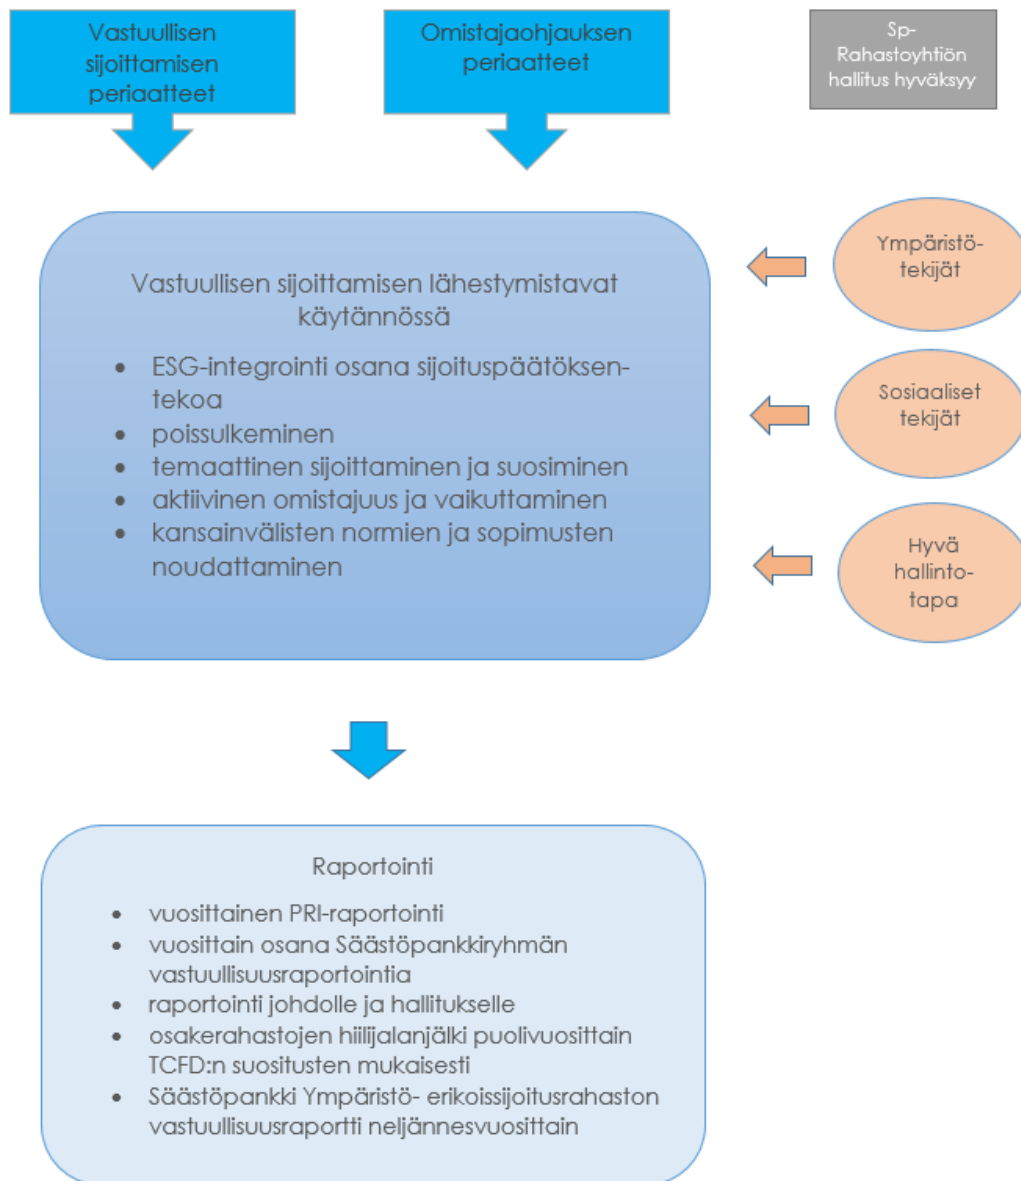 Vastuullisen
sijoittamisen
periaatteet
Omistajaohjauksen
periaatteet
Sp-
Rahastoyhtiön
hallitus hyväksyy
Vastuullisen sijoittamisen lähestymistavat
käytännössä
• ESG-integrointi osana sijoituspäätöksen-
tekoa
• poissulkeminen
• temaattinen sijoittaminen ja suosiminen
• aktiivinen omistajuus ja vaikuttaminen
• kansainvälisten normien ja sopimusten
noudattaminen
Ympäristö-
tekijät
Sosiaaliset
tekijät
Hyvä
hallinto-
tapa
Raportointi
• vuosittainen PRI-raportointi
• vuosittain osana Säästöpankkiryhmän
vastuullisuusraportointia
• raportointi johdolle ja hallitukselle
• osakerahastojen hiilijalanjälki puolivuosittain
TCFD:n suositusten mukaisesti
• Säästöpankki Ympäristö- erikoissijoitusrahaston
vastuullisuusraportti neljännesvuosittain